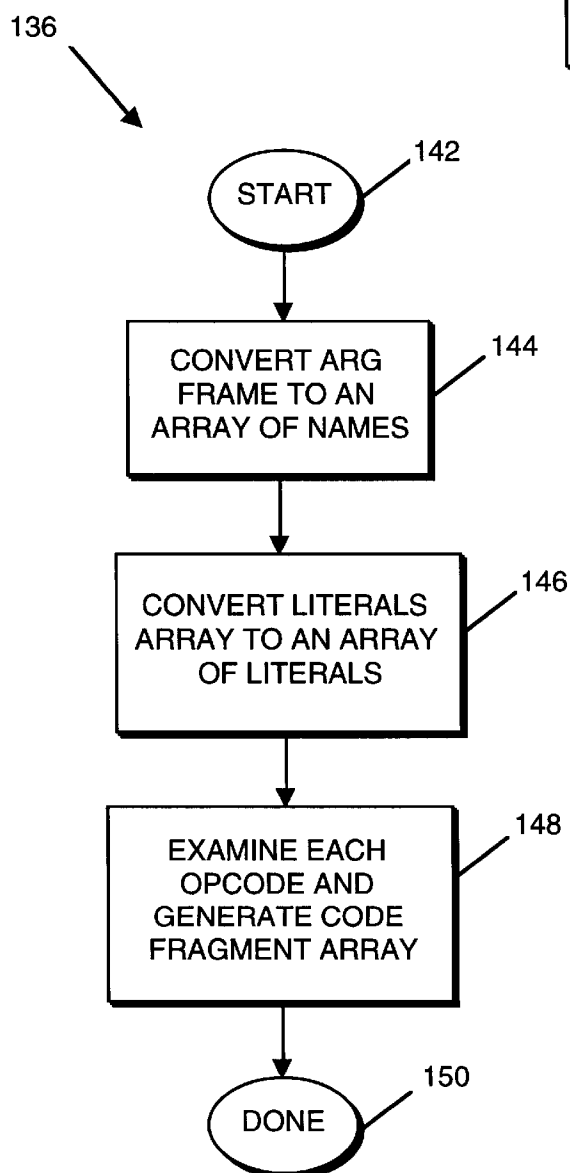 136
142
START
144
CONVERT ARG
FRAME TO AN
ARRAY OF NAMES
146
CONVERT LITERALS
ARRAY TO AN ARRAY
OF LITERALS
148
EXAMINE EACH
OPCODE AND
GENERATE CODE
FRAGMENT ARRAY
150
DONE